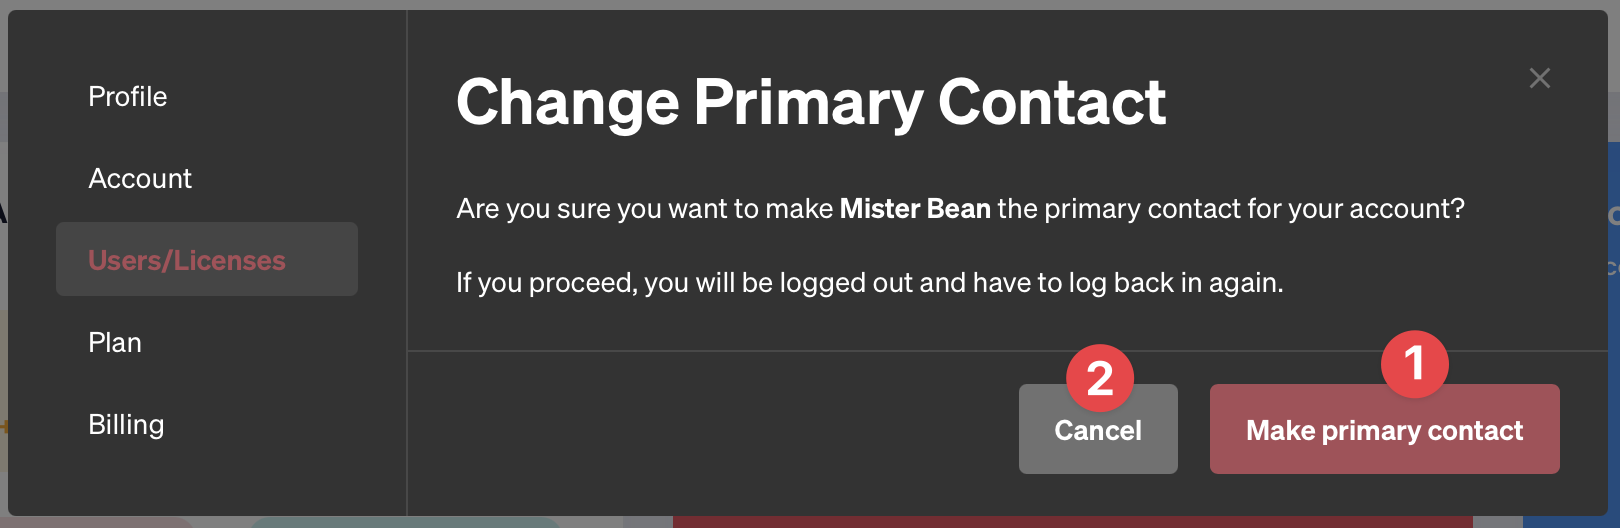 Profile
Account
Users/Licenses
Plan
Billing
Change Primary Contact
Are you sure you want to make Mister Bean the primary contact for your account?
If you proceed, you will be logged out and have to log back in again.
2
Cancel
1
Make primary contact